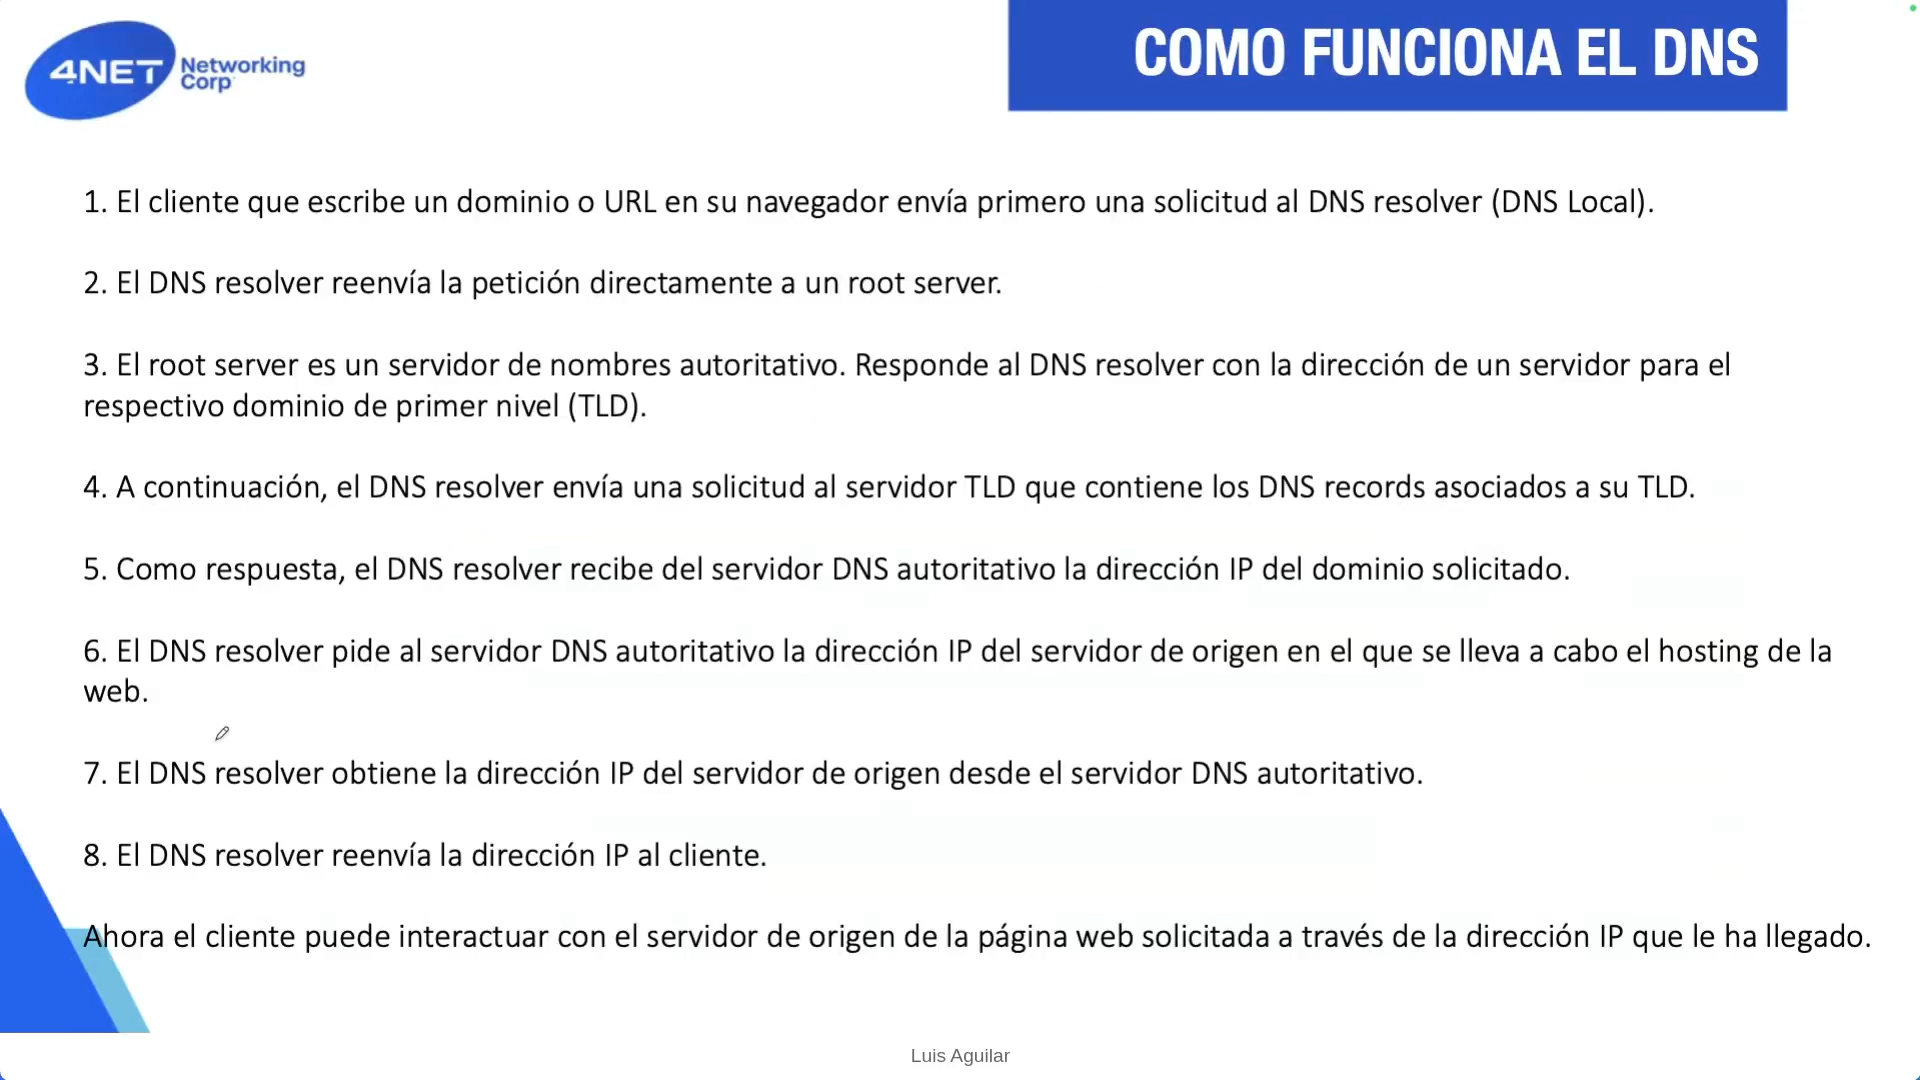 4NET Networking
Corp
COMO FUNCIONA EL DNS
1. El cliente que escribe un dominio o URL en su navegador envía primero una solicitud al DNS resolver (DNS Local).
2. El DNS resolver reenvía la petición directamente a un root server.
3. El root server es un servidor de nombres autoritativo. Responde al DNS resolver con la dirección de un servidor para el
respectivo dominio de primer nivel (TLD).
4. A continuación, el DNS resolver envía una solicitud al servidor TLD que contiene los DNS records asociados a su TLD.
5. Como respuesta, el DNS resolver recibe del servidor DNS autoritativo la dirección IP del dominio solicitado.
6. El DNS resolver pide al servidor DNS autoritativo la dirección IP del servidor de origen en el que se lleva a cabo el hosting de la
web.
7. El DNS resolver obtiene la dirección IP del servidor de origen desde el servidor DNS autoritativo.
8. El DNS resolver reenvía la dirección IP al cliente.
Ahora el cliente puede interactuar con el servidor de origen de la página web solicitada a través de la dirección IP que le ha llegado.
Luis Aguilar